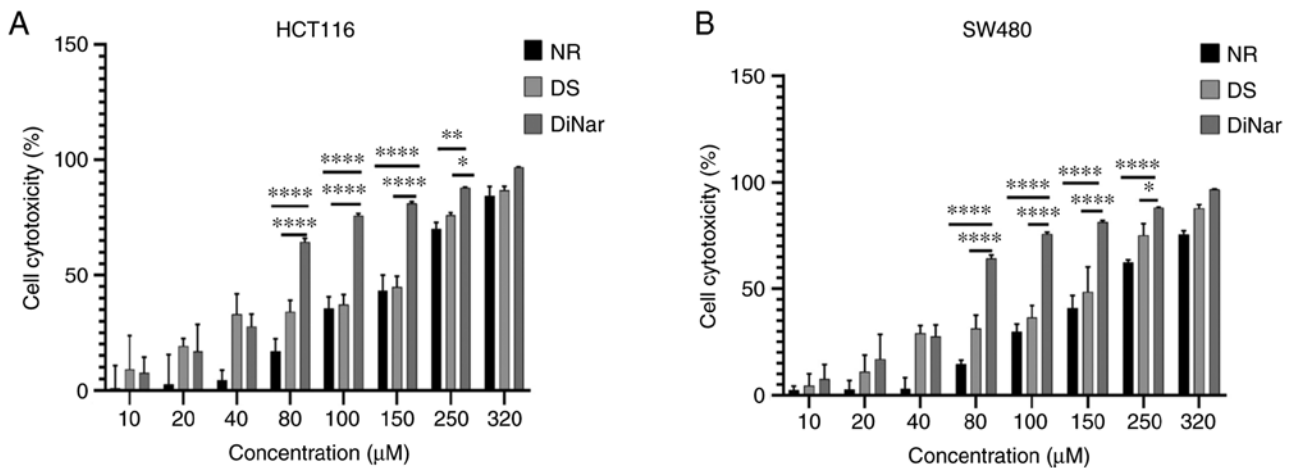 A
HCT116
150
100
50
0
Cell cytotoxicity (%)
NR
DS
DiNar
****
****
****
****
****
****
**
*
10 20 40 80 100 150 250 320
Concentration (μM)
B
SW480
150
100
50
0
Cell cytotoxicity (%)
NR
DS
DiNar
****
****
****
****
****
****
****
*
10 20 40 80 100 150 250 320
Concentration (μM)